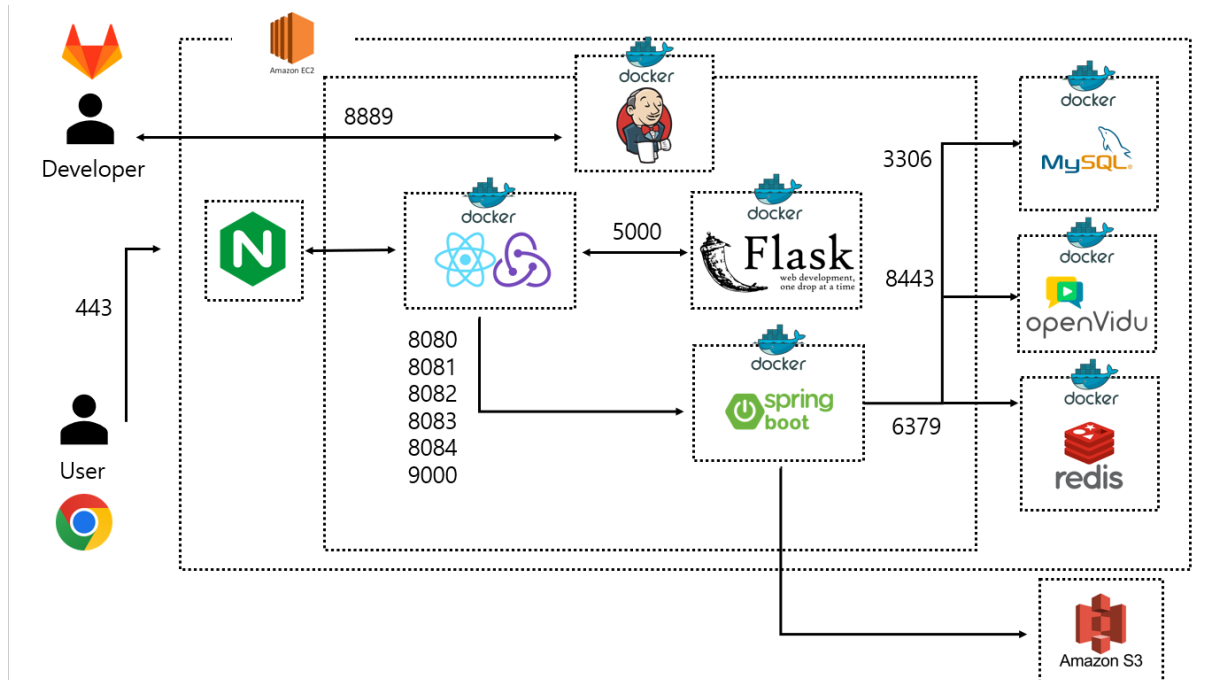 Amazon EC2
docker
Developer
8889
docker
MySQL®
3306
N
docker
docker
5000
Flask
web development,
one drop at a time
docker
8443
openVidu
443
8080
8081
8082
8083
8084
9000
docker
spring
boot
6379
docker
redis
User
Amazon S3